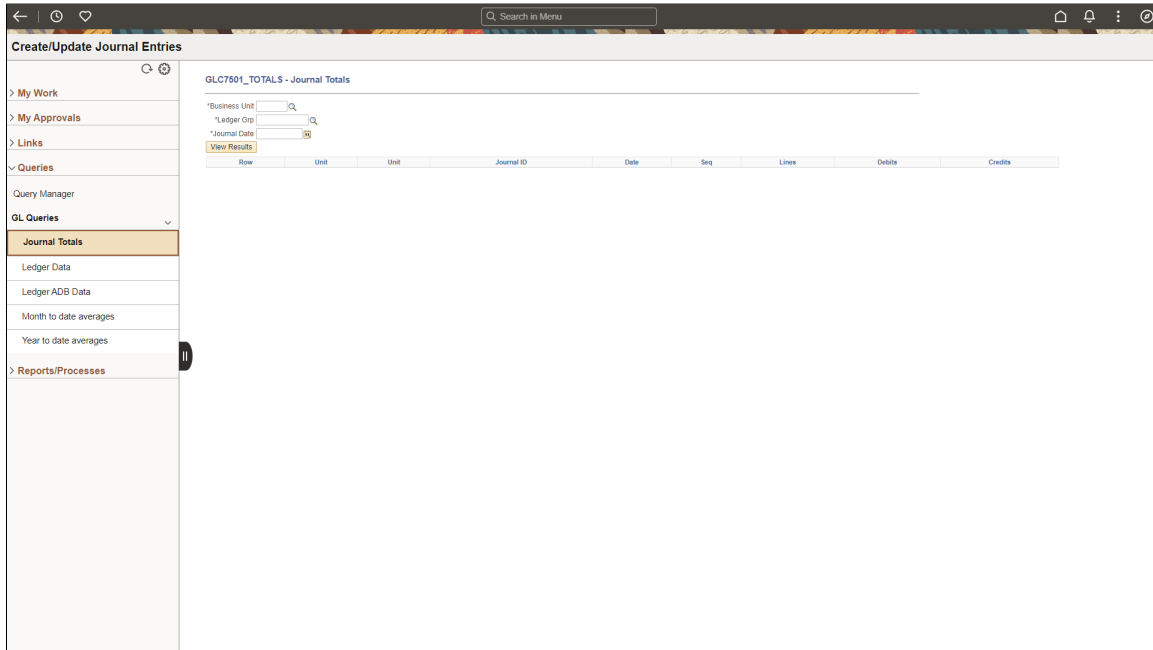 Search in Menu
Create/Update Journal Entries
My Work
My Approvals
Links
Queries
Query Manager
GL Queries
Journal Totals
Ledger Data
Ledger ADB Data
Month to date averages
Year to date averages
Reports/Processes
GLC7501_TOTALS - Journal Totals
*Business Unit
*Ledger Grp
*Journal Date
View Results
Row Unit Unit Journal ID Date Seq Lines Debits Credits